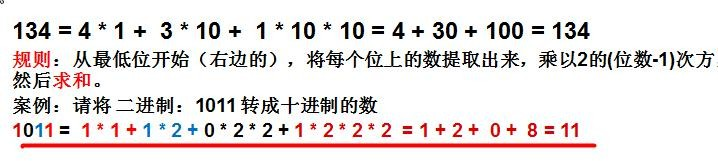 134 = 4 * 1 + 3 * 10 + 1 * 10 * 10 = 4 + 30 + 100 = 134
规则：从最低位开始（右边的），将每个位上的数提取出来，乘以2的(位数-1)次方，
然后求和。
案例：请将 二进制：1011 转成十进制的数
1011 = 1 * 1 + 1 * 2 + 0 * 2 * 2 + 1 * 2 * 2 * 2 = 1 + 2 + 0 + 8 = 11